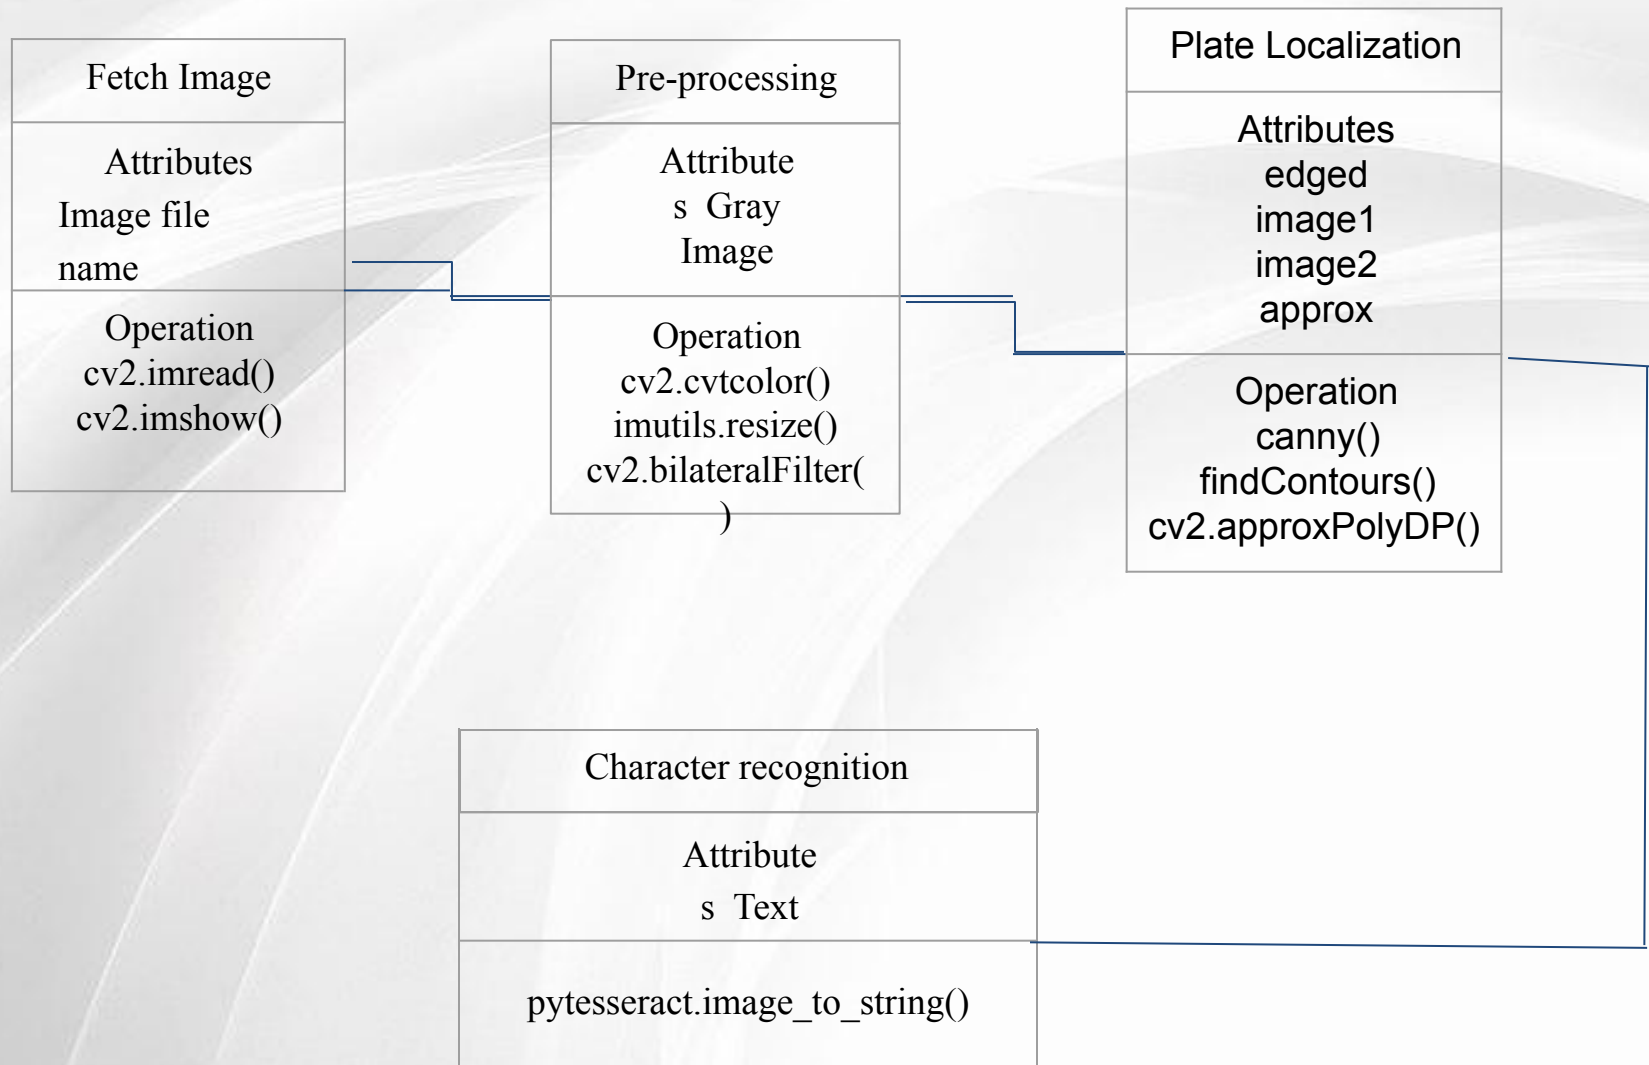 Fetch Image
Attributes
Image file
name
Operation
cv2.imread()
cv2.imshow()
Pre-processing
Attribute
s Gray
Image
Operation
cv2.cvtcolor()
imutils.resize()
cv2.bilateralFilter(
)
Plate Localization
Attributes
edged
image1
image2
approx
Operation
canny()
findContours()
cv2.approxPolyDP()
Character recognition
Attribute
s Text
pytesseract.image_to_string()